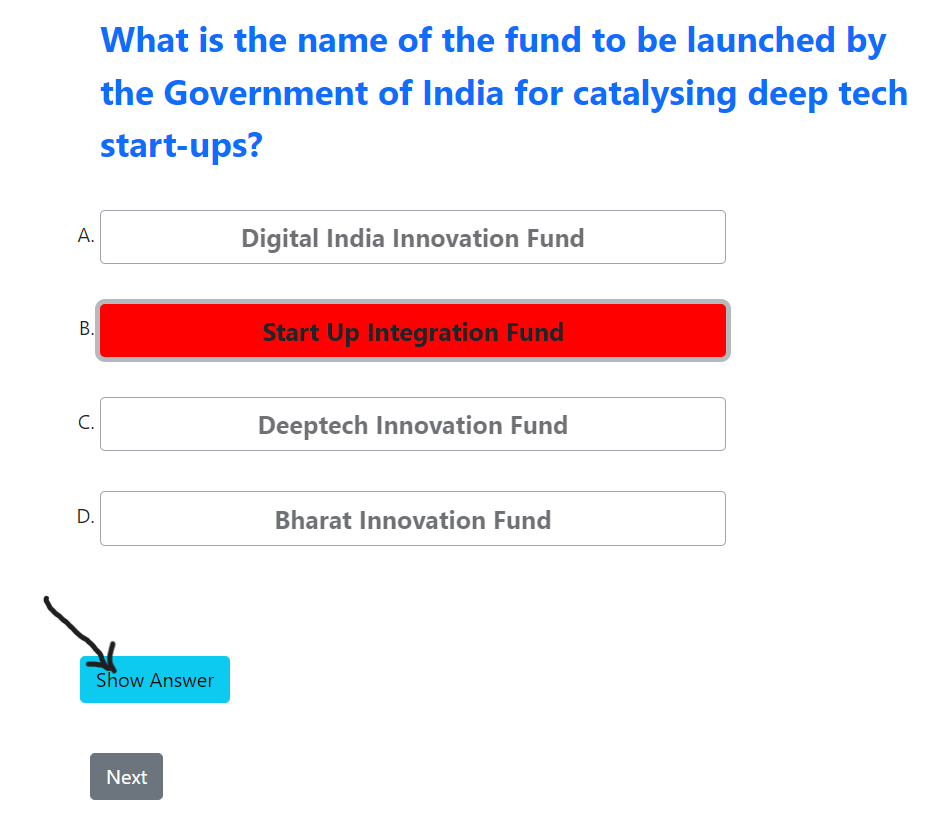 What is the name of the fund to be launched by
the Government of India for catalysing deep tech
start-ups?
A. Digital India Innovation Fund
B. Start Up Integration Fund
C. Deeptech Innovation Fund
D. Bharat Innovation Fund
Show Answer
Next